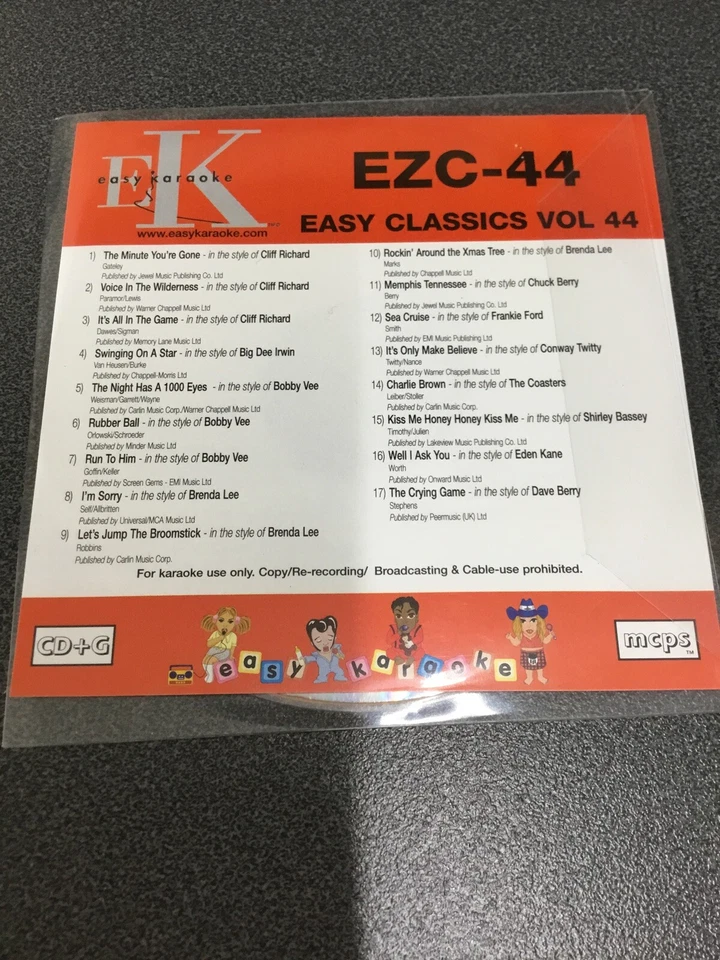 EK
easy karaoke
www.easykaraoke.com
EZC-44
EASY CLASSICS VOL 44
1) The Minute You're Gone - in the style of Cliff Richard
Gateley
Published by Jewel Music Publishing Co. Ltd
2) Voice In The Wilderness - in the style of Cliff Richard
Paramor/Lewis
Published by Warner Chappell Music Ltd
3) It's All In The Game - in the style of Cliff Richard
Dawes/Sigman
Published by Memory Lane Music Ltd
4) Swinging On A Star - in the style of Big Dee Irwin
Van Heusen/Burke
Published by Chappell-Morris Ltd
5) The Night Has A 1000 Eyes - in the style of Bobby Vee
Weisman/Garrett/Wayne
Published by Carlin Music Corp./Warner Chappell Music Ltd
6) Rubber Ball - in the style of Bobby Vee
Orlowski/Schroeder
Published by Minder Music Ltd
7) Run To Him - in the style of Bobby Vee
Goffin/Keller
Published by Screen Gems - EMI Music Ltd
8) I'm Sorry - in the style of Brenda Lee
Self/Allbritten
Published by Universal/MCA Music Ltd
9) Let's Jump The Broomstick - in the style of Brenda Lee
Robbins
Published by Carlin Music Corp.
10) Rockin' Around the Xmas Tree - in the style of Brenda Lee
Marks
Published by Chappell Music Ltd
11) Memphis Tennessee - in the style of Chuck Berry
Berry
Published by Jewel Music Publishing Co. Ltd
12) Sea Cruise - in the style of Frankie Ford
Smith
Published by EMI Music Publishing Ltd
13) It's Only Make Believe - in the style of Conway Twitty
Twitty/Nance
Published by Warner Chappell Music Ltd
14) Charlie Brown - in the style of The Coasters
Leiber/Stoller
Published by Carlin Music Corp.
15) Kiss Me Honey Honey Kiss Me - in the style of Shirley Bassey
Timothy/Julien
Published by Lakeview Music Publishing Co. Ltd
16) Well I Ask You - in the style of Eden Kane
Worth
Published by Onward Music Ltd
17) The Crying Game - in the style of Dave Berry
Stephens
Published by Peermusic (UK) Ltd
For karaoke use only. Copy/Re-recording/ Broadcasting & Cable-use prohibited.
CD+G
easy karaoke
mcps
TM